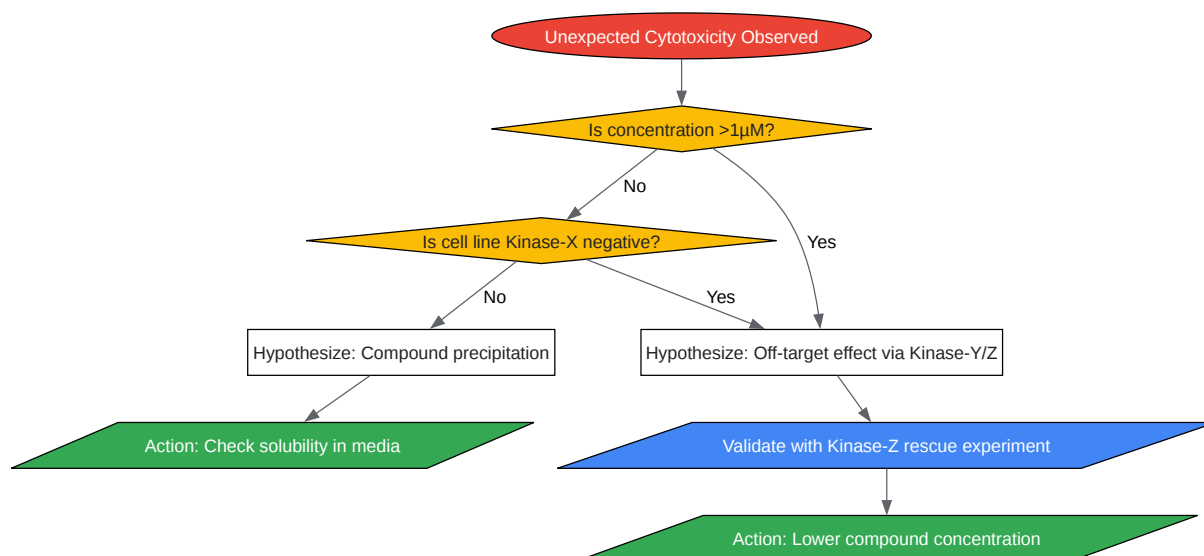 Unexpected Cytotoxicity Observed
Is concentration >1µM?
No
Yes
Is cell line Kinase-X negative?
No
Yes
Hypothesize: Compound precipitation
Hypothesize: Off-target effect via Kinase-Y/Z
Action: Check solubility in media
Validate with Kinase-Z rescue experiment
Action: Lower compound concentration